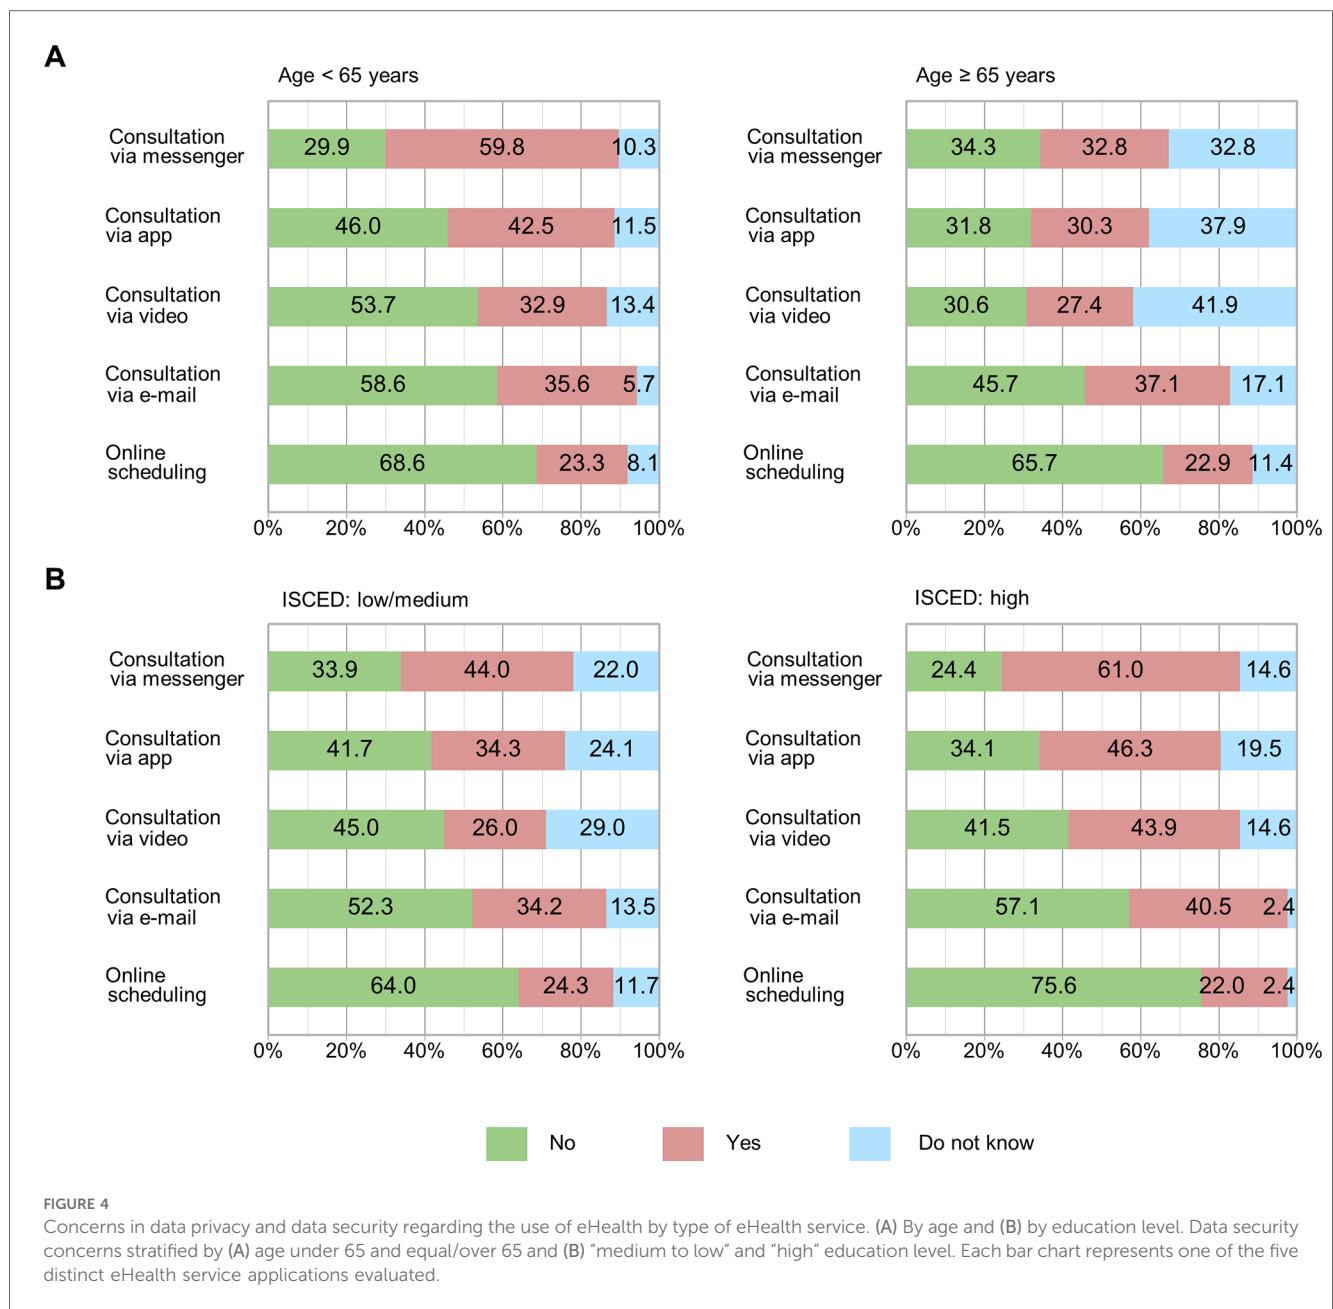 A
Age < 65 years
Consultation
via messenger
29.9 59.8 10.3
Consultation
via app
46.0 42.5 11.5
Consultation
via video
53.7 32.9 13.4
Consultation
via e-mail
58.6 35.6 5.7
Online
scheduling
68.6 23.3 8.1
0% 20% 40% 60% 80% 100%
Age ≥ 65 years
Consultation
via messenger
34.3 32.8 32.8
Consultation
via app
31.8 30.3 37.9
Consultation
via video
30.6 27.4 41.9
Consultation
via e-mail
45.7 37.1 17.1
Online
scheduling
65.7 22.9 11.4
0% 20% 40% 60% 80% 100%
B
ISCED: low/medium
Consultation
via messenger
33.9 44.0 22.0
Consultation
via app
41.7 34.3 24.1
Consultation
via video
45.0 26.0 29.0
Consultation
via e-mail
52.3 34.2 13.5
Online
scheduling
64.0 24.3 11.7
0% 20% 40% 60% 80% 100%
ISCED: high
Consultation
via messenger
24.4 61.0 14.6
Consultation
via app
34.1 46.3 19.5
Consultation
via video
41.5 43.9 14.6
Consultation
via e-mail
57.1 40.5 2.4
Online
scheduling
75.6 22.0 2.4
0% 20% 40% 60% 80% 100%
No Yes Do not know
FIGURE 4
Concerns in data privacy and data security regarding the use of eHealth by type of eHealth service. (A) By age and (B) by education level. Data security
concerns stratified by (A) age under 65 and equal/over 65 and (B) “medium to low” and “high” education level. Each bar chart represents one of the five
distinct eHealth service applications evaluated.